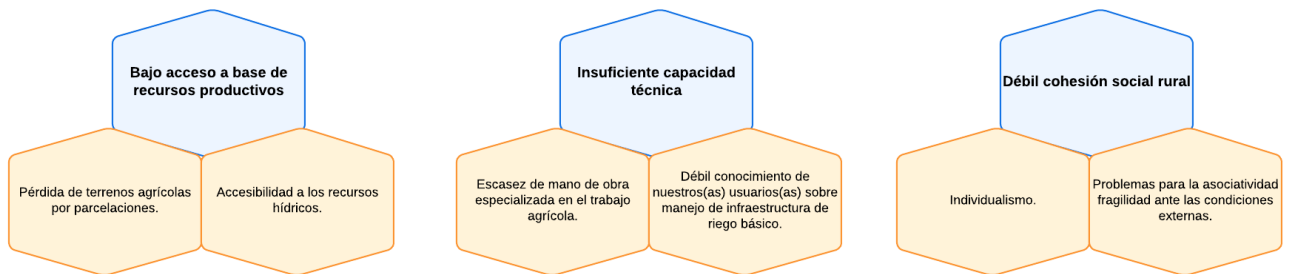 Bajo acceso a base de
recursos productivos
Pérdida de terrenos agrícolas
por parcelaciones.
Accesibilidad a los recursos
hídricos.
Insuficiente capacidad
técnica
Escasez de mano de obra
especializada en el trabajo
agrícola.
Débil conocimiento de
nuestros(as) usuarios(as) sobre
manejo de infraestructura de
riego básico.
Débil cohesión social rural
Individualismo.
Problemas para la asociatividad
fragilidad ante las condiciones
externas.